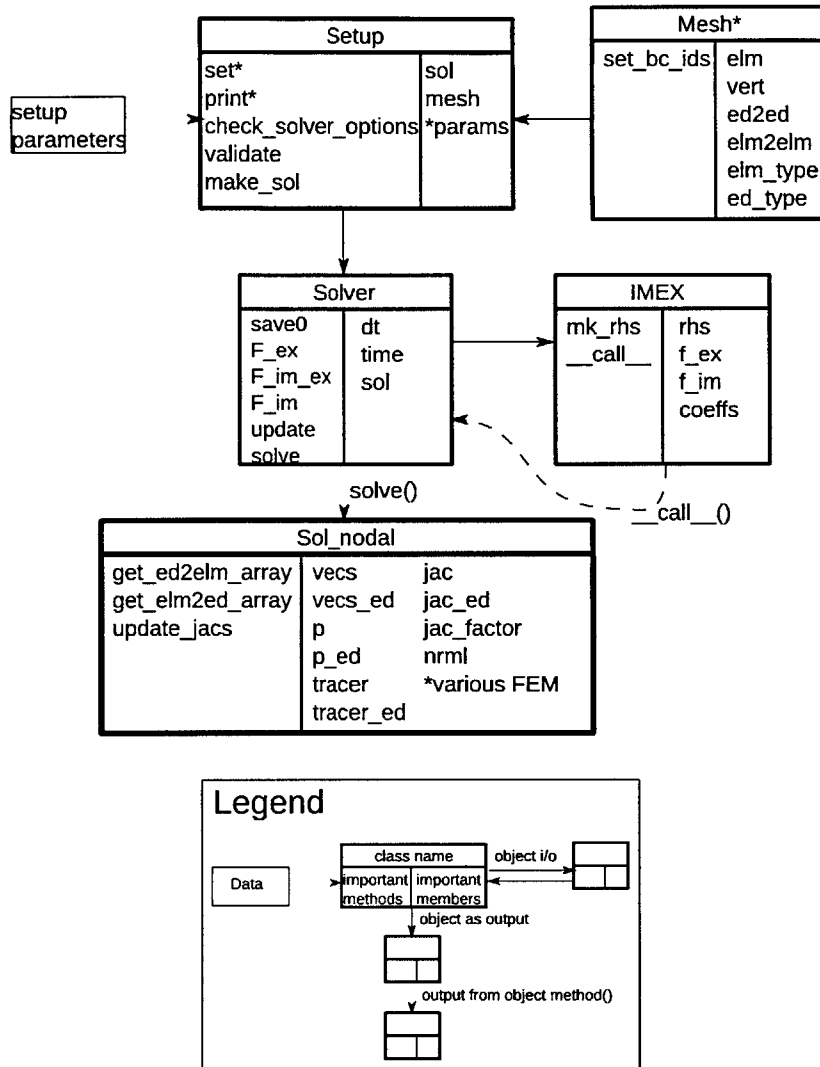 Setup
set*
print*
check_solver_options
validate
make_sol
sol
mesh
*params
Mesh*
set_bc_ids
elm
vert
ed2ed
elm2elm
elm_type
ed_type
setup
parameters
Solver
save0
F_ex
F_im_ex
F_im
update
solve
dt
time
sol
IMEX
mk_rhs
__call__
rhs
f_ex
f_im
coeffs
solve()
__call__()
Sol_nodal
get_ed2elm_array
get_elm2ed_array
update_jacs
vecs
vecs_ed
p
p_ed
tracer
tracer_ed
jac
jac_ed
jac_factor
nrml
*various FEM
Legend
Data
class name
important
methods
important
members
object i/o
object as output
output from object method()